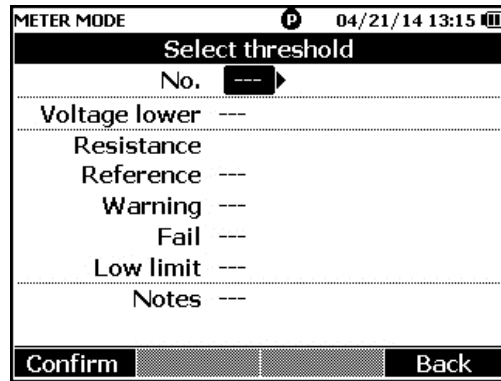 METER MODE P 04/21/14 13:15
Select threshold
No. ---
Voltage lower ---
Resistance
Reference ---
Warning ---
Fail ---
Low limit ---
Notes ---
Confirm Back